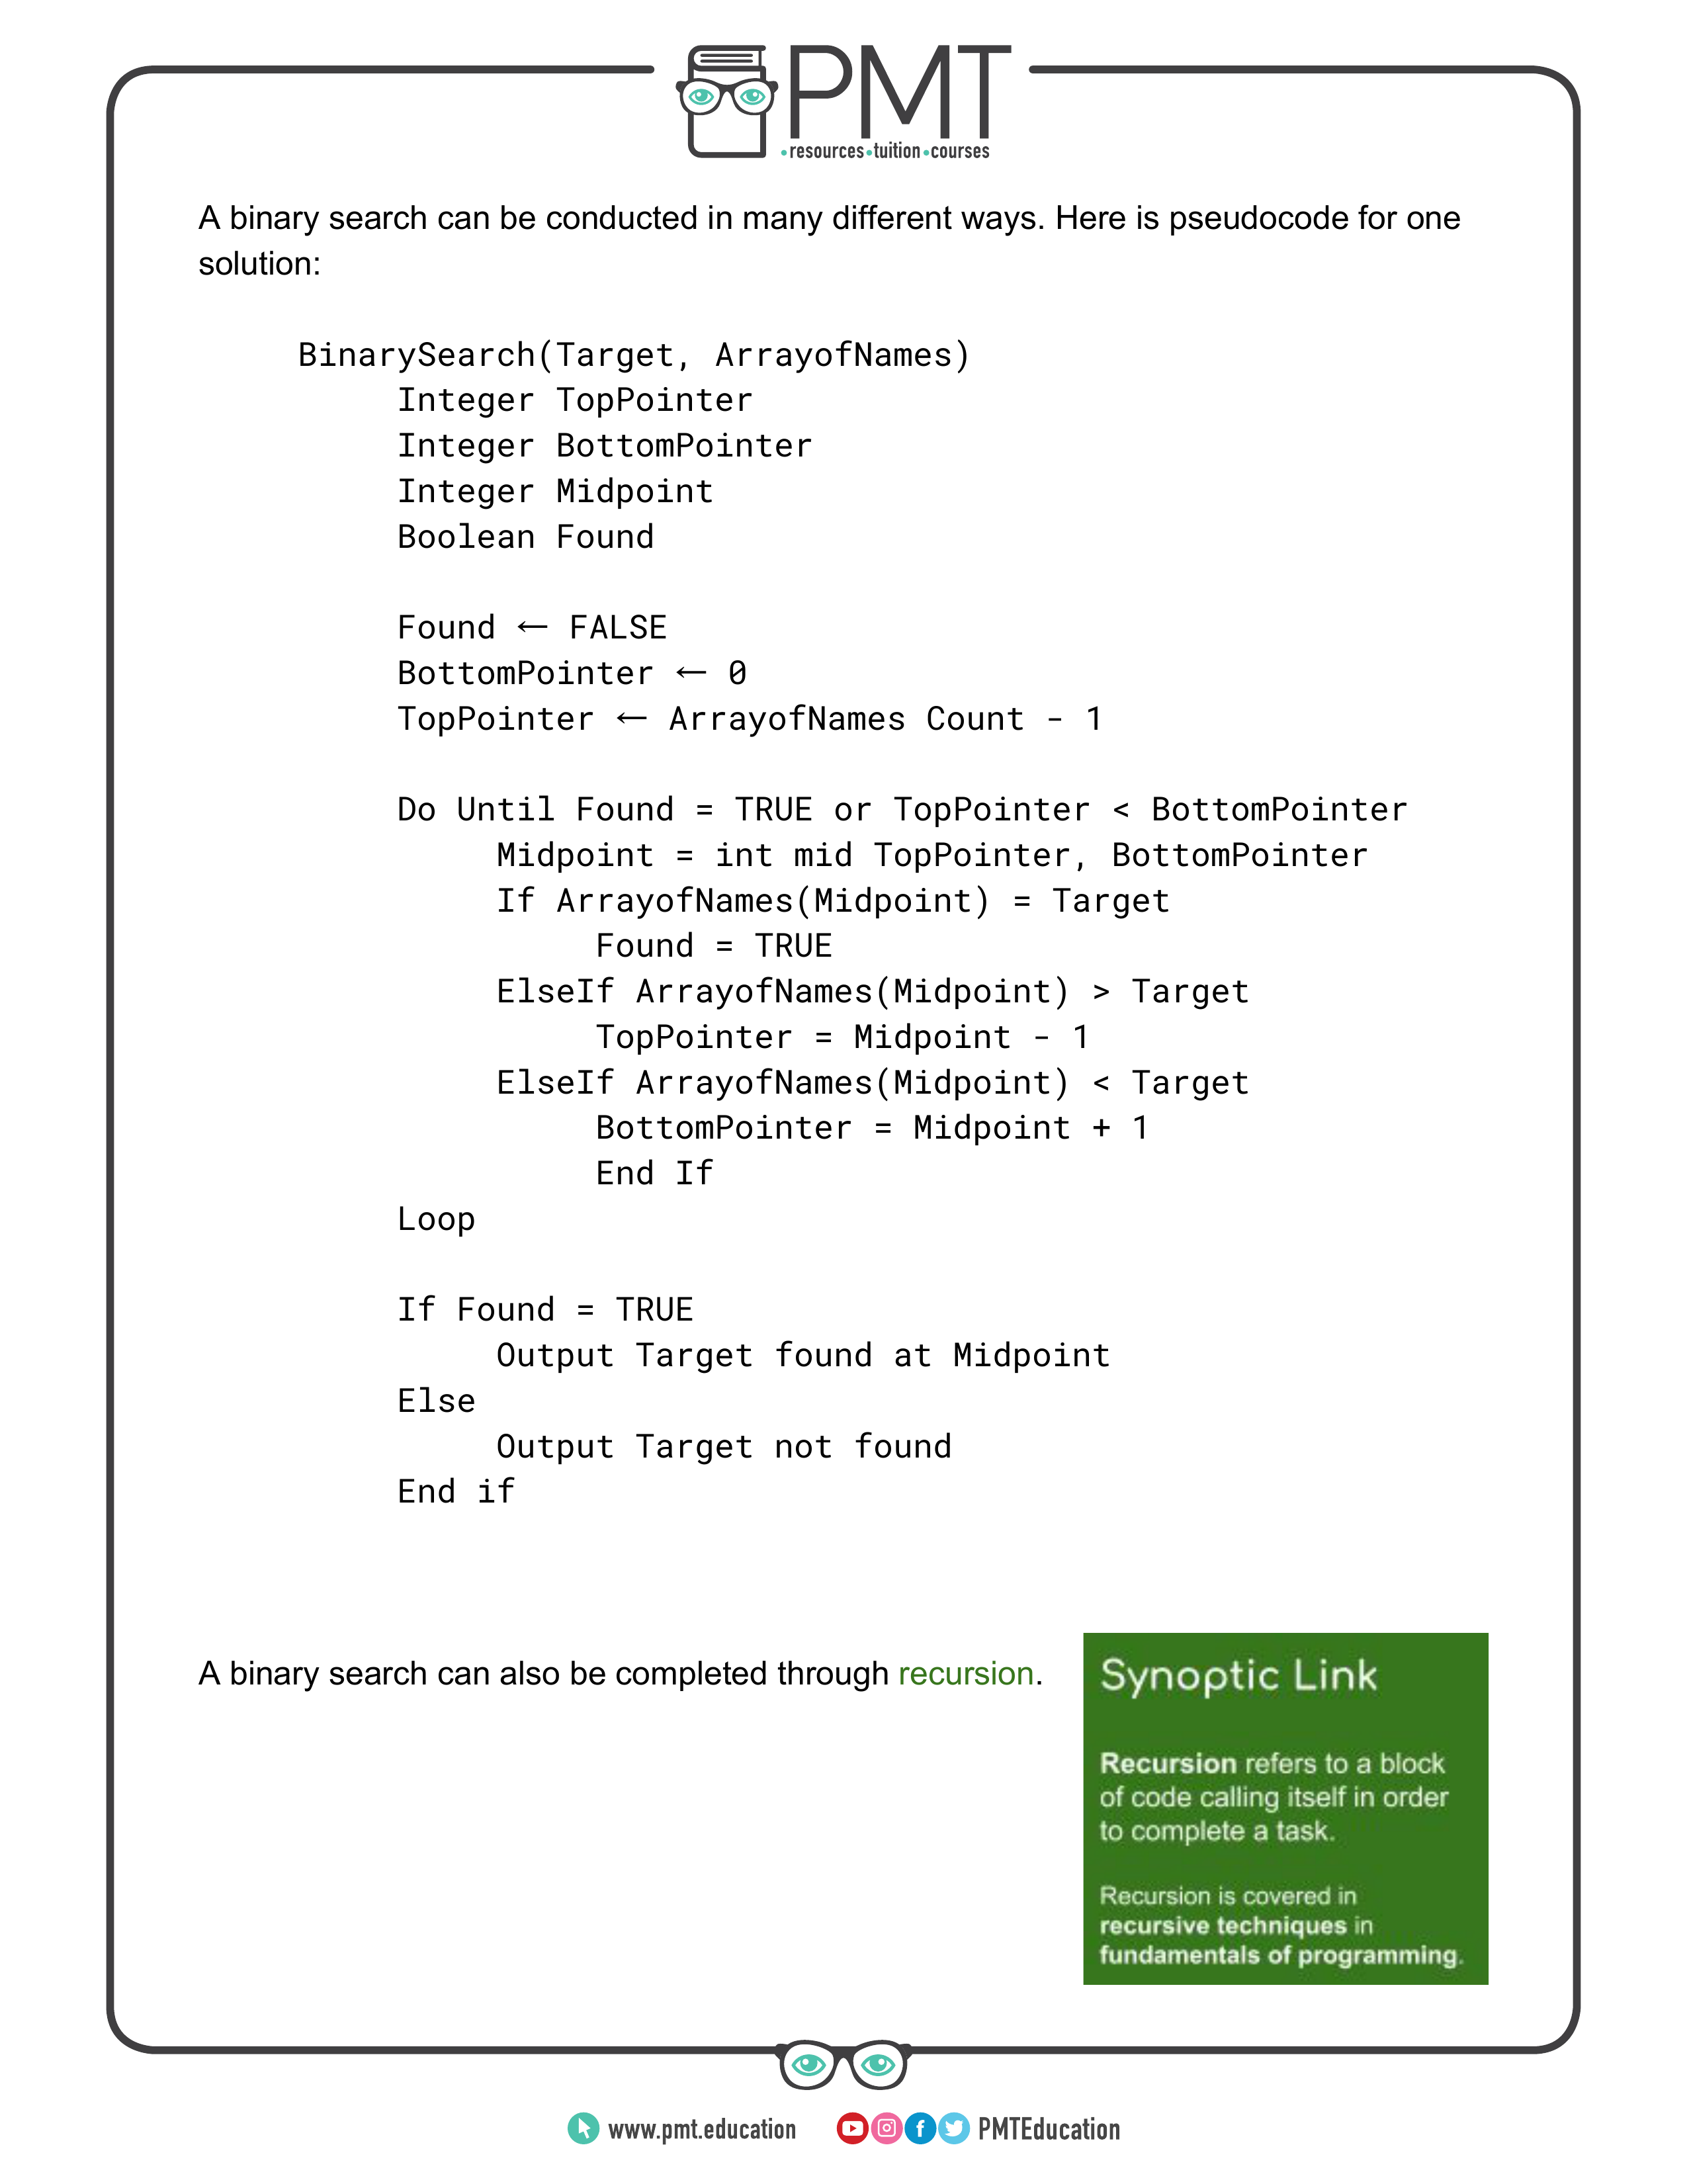 PMT
•resources•tuition•courses
A binary search can be conducted in many different ways. Here is pseudocode for one
solution:
BinarySearch(Target, ArrayofNames)
Integer TopPointer
Integer BottomPointer
Integer Midpoint
Boolean Found
Found ← FALSE
BottomPointer ← 0
TopPointer ← ArrayofNames Count - 1
Do Until Found = TRUE or TopPointer < BottomPointer
Midpoint = int mid TopPointer, BottomPointer
If ArrayofNames(Midpoint) = Target
Found = TRUE
ElseIf ArrayofNames(Midpoint) > Target
TopPointer = Midpoint - 1
ElseIf ArrayofNames(Midpoint) < Target
BottomPointer = Midpoint + 1
End If
Loop
If Found = TRUE
Output Target found at Midpoint
Else
Output Target not found
End if
A binary search can also be completed through recursion.
Synoptic Link
Recursion refers to a block
of code calling itself in order
to complete a task.
Recursion is covered in
recursive techniques in
fundamentals of programming.
www.pmt.education
PMTEducation